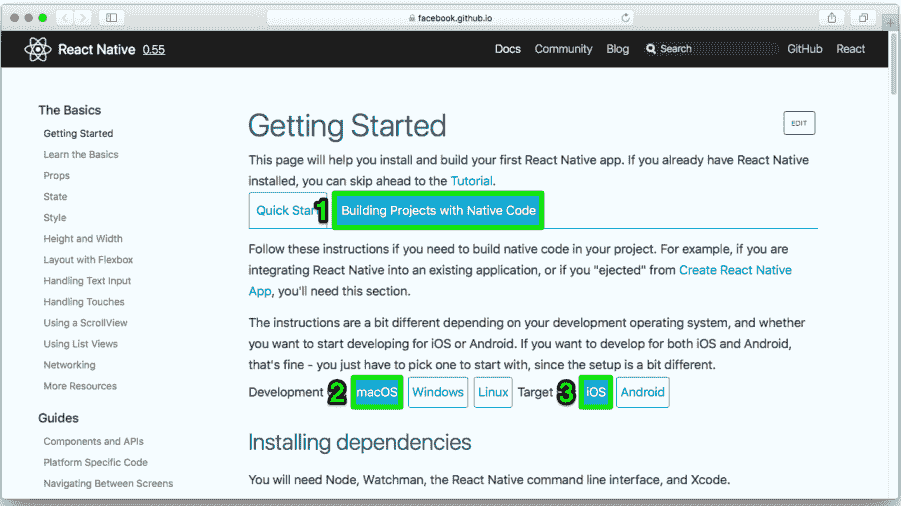 facebook.github.io
React Native 0.55 Docs Community Blog Search GitHub React
The Basics
Getting Started
Learn the Basics
Props
State
Style
Height and Width
Layout with Flexbox
Handling Text Input
Handling Touches
Using a ScrollView
Using List Views
Networking
More Resources
Guides
Components and APIs
Platform Specific Code
Navigating Between Screens
Getting Started EDIT
This page will help you install and build your first React Native app. If you already have React Native
installed, you can skip ahead to the Tutorial.
Quick Start 1 Building Projects with Native Code
Follow these instructions if you need to build native code in your project. For example, if you are
integrating React Native into an existing application, or if you "ejected" from Create React Native
App, you'll need this section.
The instructions are a bit different depending on your development operating system, and whether
you want to start developing for iOS or Android. If you want to develop for both iOS and Android,
that's fine - you just have to pick one to start with, since the setup is a bit different.
Development 2 macOS Windows Linux Target 3 iOS Android
Installing dependencies
You will need Node, Watchman, the React Native command line interface, and Xcode.